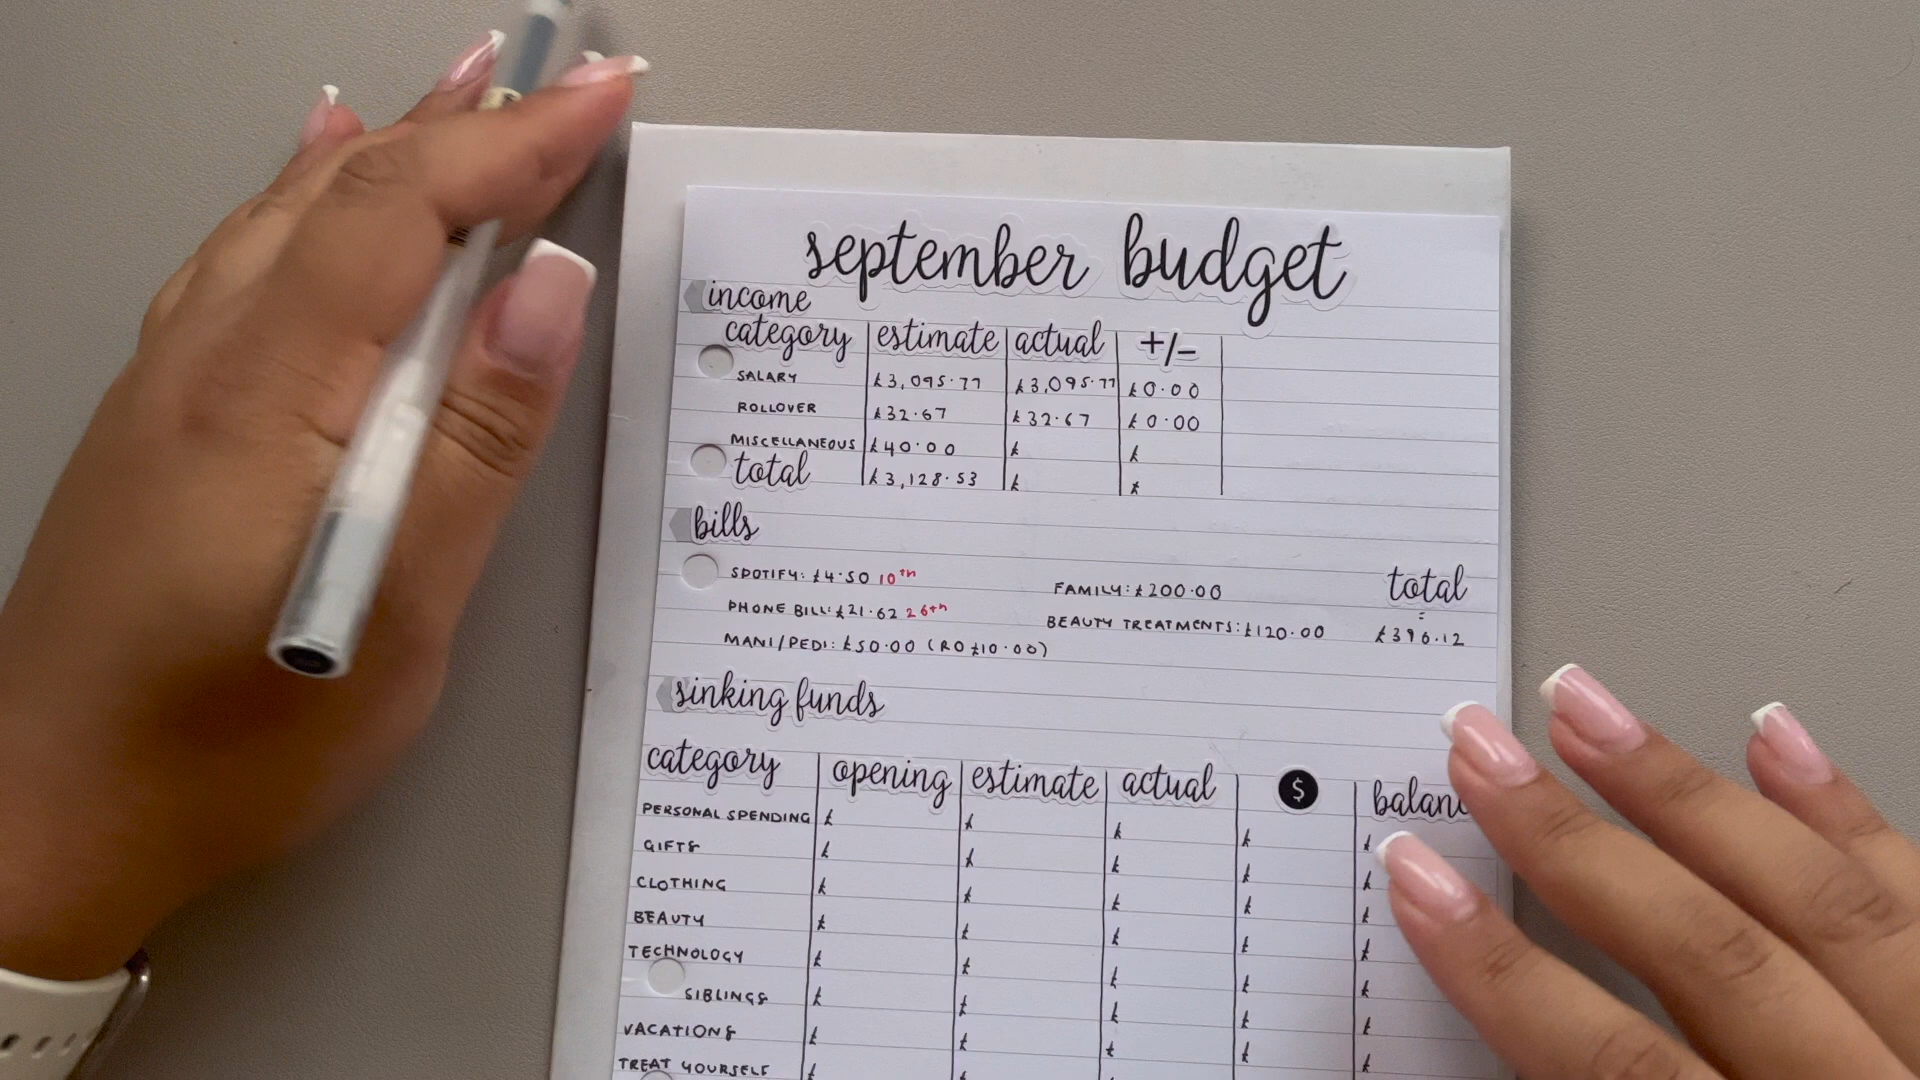 september budget
income
category estimate actual +/-
SALARY £3,095.77 £3,095.77 £0.00
ROLLOVER £32.67 £32.67 £0.00
MISCELLANEOUS £40.00 £ £
total £3,128.53 £ £
bills
SPOTIFY: £4.50 10th FAMILY: £200.00 total
PHONE BILL: £21.62 26th BEAUTY TREATMENTS: £120.00 : £396.12
MANI/PEDI: £50.00 (RO £10.00)
sinking funds
category opening estimate actual $
PERSONAL SPENDING £ £ £ £ £
GIFTS £ £ £ £ £
CLOTHING £ £ £ £ £
BEAUTY £ £ £ £ £
TECHNOLOGY £ £ £ £ £
SIBLINGS £ £ £ £ £
VACATIONS £ £ £ £ £
TREAT YOURSELF £